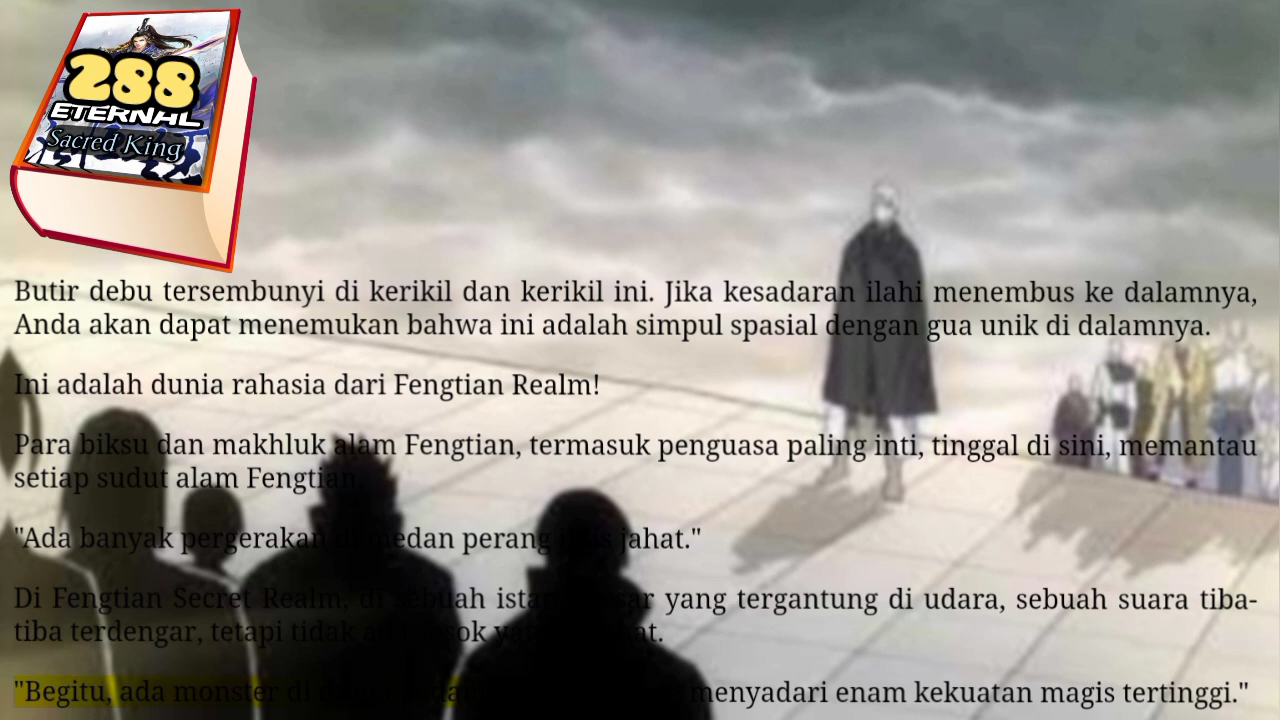 288
ETERNAL
Sacred King
Butir debu tersembunyi di kerikil dan kerikil ini. Jika kesadaran ilahi menembus ke dalamnya,
Anda akan dapat menemukan bahwa ini adalah simpul spasial dengan gua unik di dalamnya.
Ini adalah dunia rahasia dari Fengtian Realm!
Para biksu dan makhluk alam Fengtian, termasuk penguasa paling inti, tinggal di sini, memantau
setiap sudut alam Fengtian.
"Ada banyak pergerakan di medan perang iblis jahat."
Di Fengtian Secret Realm, di sebuah istana besar yang tergantung di udara, sebuah suara tiba-
tiba terdengar, tetapi tidak ada sosok yang terlihat.
"Begitu, ada monster di menyadari enam kekuatan magis tertinggi."